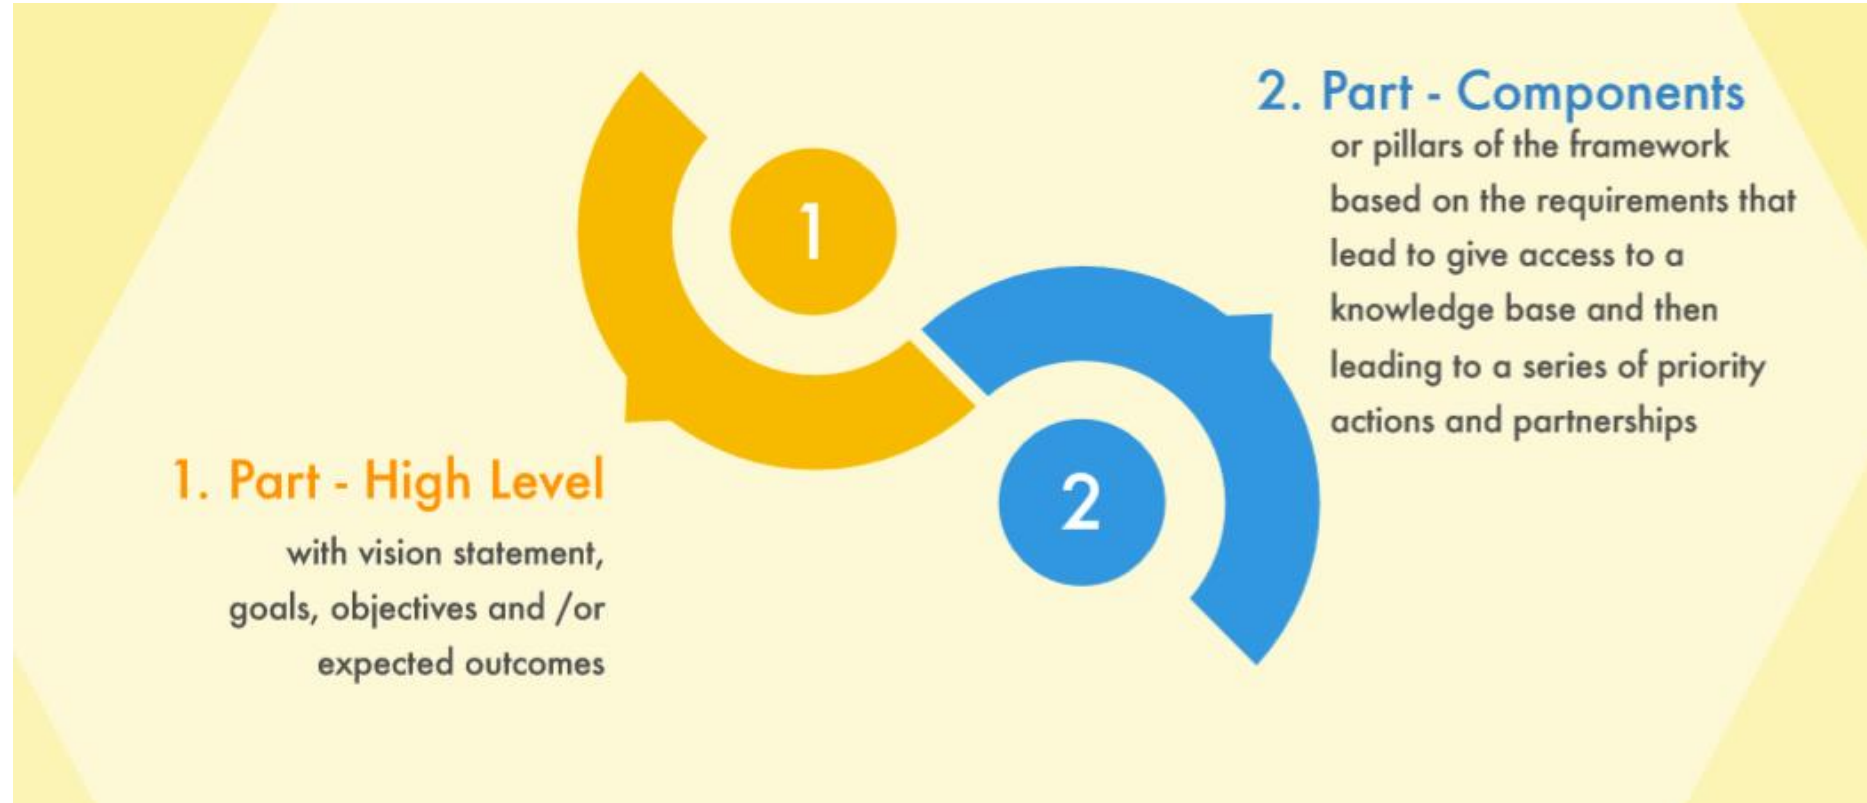 1
2
1. Part - High Level
with vision statement,
goals, objectives and /or
expected outcomes
2. Part - Components
or pillars of the framework
based on the requirements that
lead to give access to a
knowledge base and then
leading to a series of priority
actions and partnerships